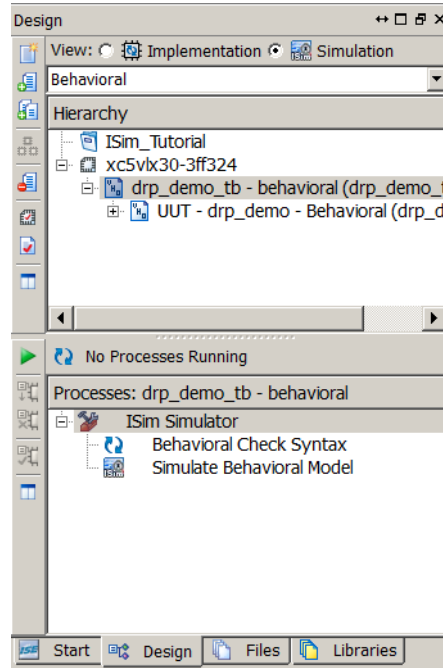 Design
View: Implementation Simulation
Behavioral
Hierarchy
ISim_Tutorial
xc5vlx30-3ff324
drp_demo_tb - behavioral (drp_demo_t
UUT - drp_demo - Behavioral (drp_d
No Processes Running
Processes: drp_demo_tb - behavioral
ISim Simulator
Behavioral Check Syntax
Simulate Behavioral Model
Start Design Files Libraries